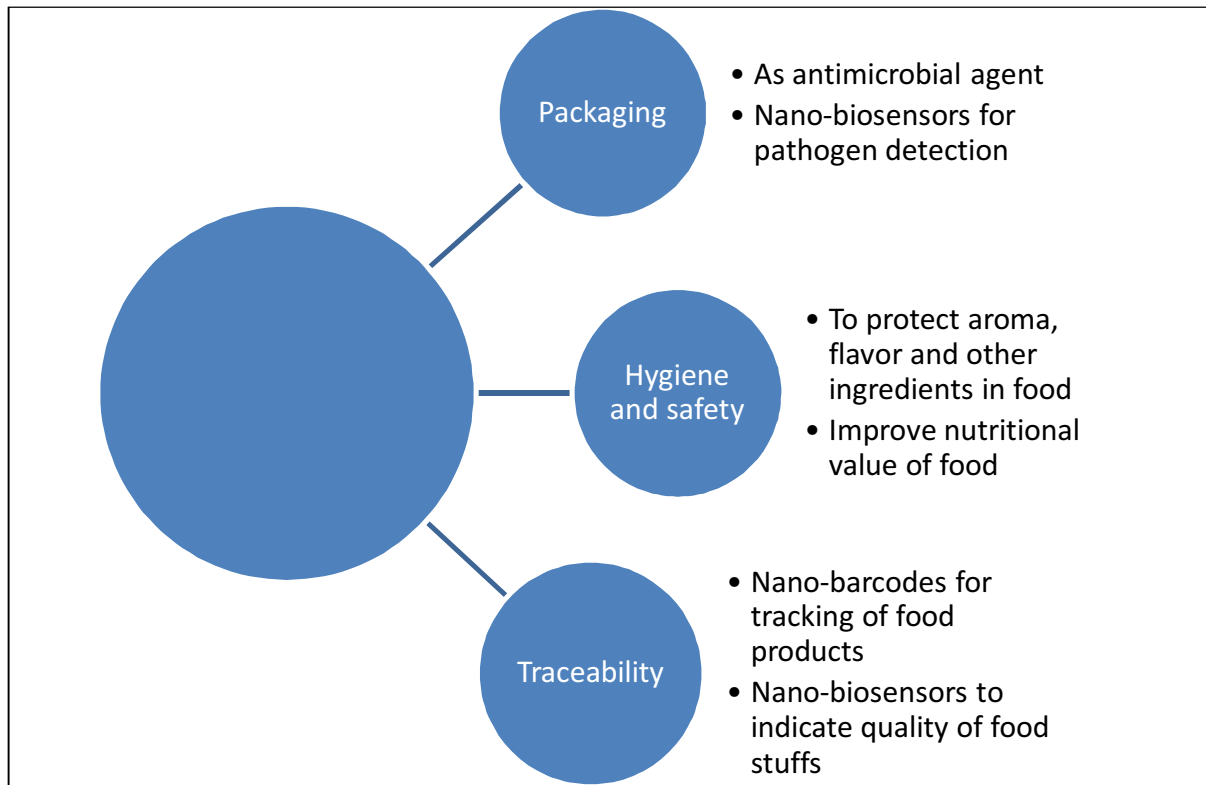 Packaging
• As antimicrobial agent
• Nano-biosensors for
pathogen detection
Hygiene
and safety
• To protect aroma,
flavor and other
ingredients in food
• Improve nutritional
value of food
Traceability
• Nano-barcodes for
tracking of food
products
• Nano-biosensors to
indicate quality of food
stuffs